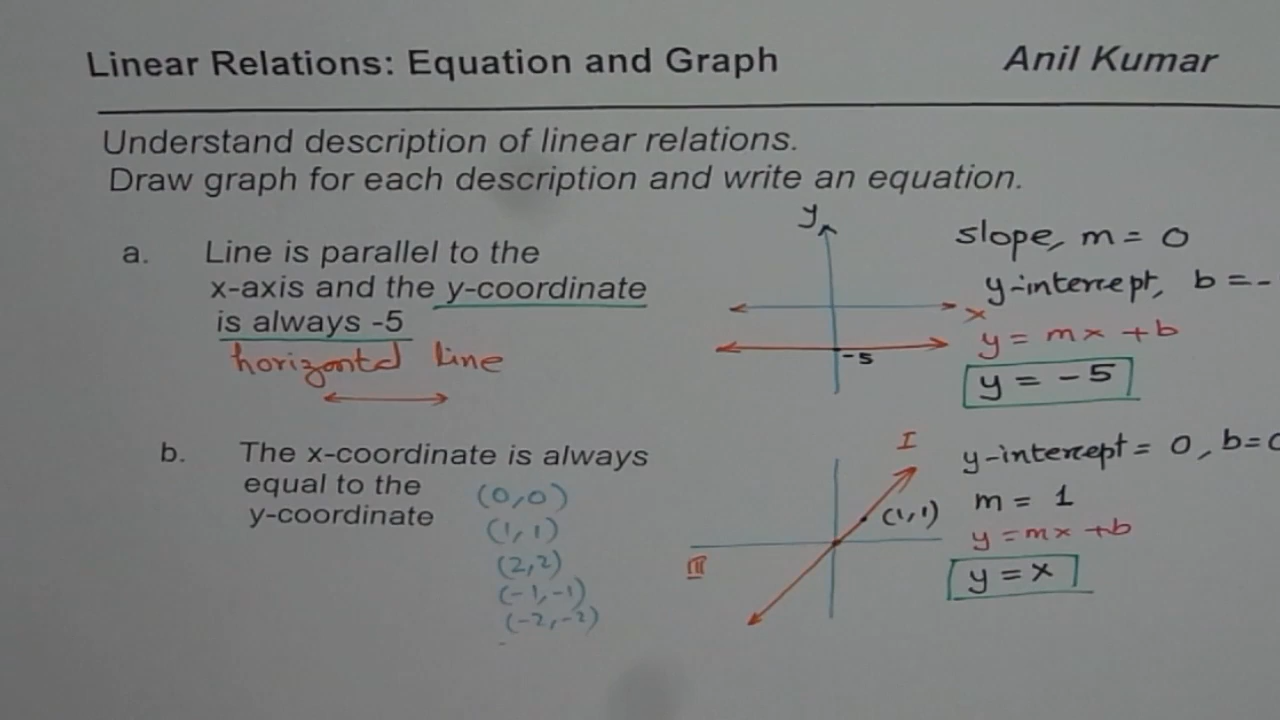 Linear Relations: Equation and Graph Anil Kumar
Understand description of linear relations.
Draw graph for each description and write an equation.
a. Line is parallel to the
x-axis and the y-coordinate
is always -5
horizontal line
y
x
-5
slope, m = 0
y-intercept, b = -
y = mx + b
y = -5
b. The x-coordinate is always
equal to the
y-coordinate
(0,0)
(1,1)
(2,2)
(-1,-1)
(-2,-2)
I
III
(1,1)
y-intercept = 0, b=0
m = 1
y = mx + b
y = x